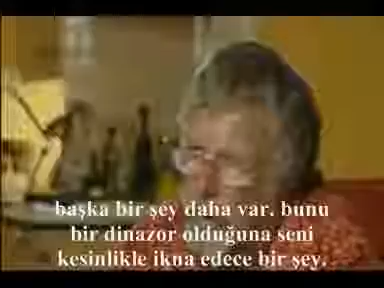 başka bir şey daha var. bunu
bir dinazor olduğuna seni
kesinlikle ikna edece bir şey.